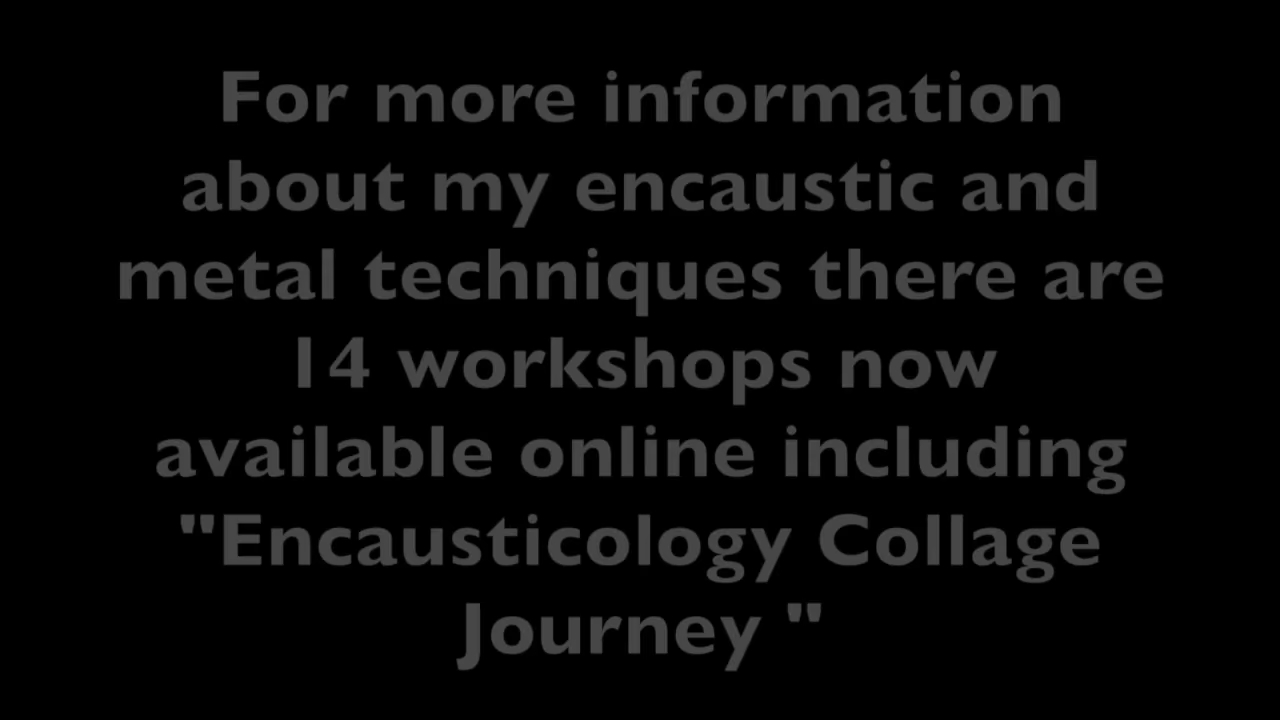 For more information
about my encaustic and
metal techniques there are
14 workshops now
available online including
"Encausticology Collage
Journey "